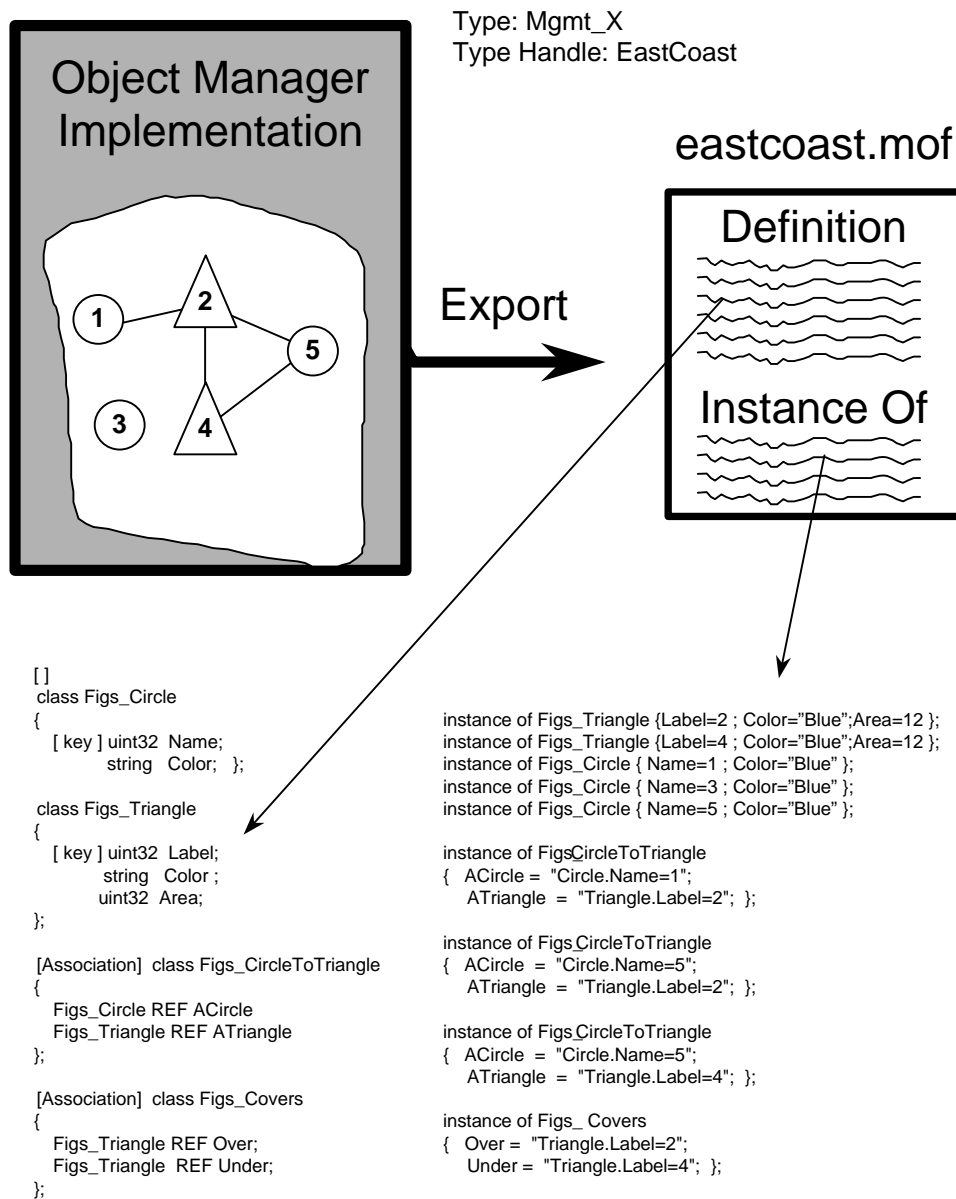 Type: Mgmt_X
Type Handle: EastCoast
Object Manager
Implementation
eastcoast.mof
Definition
Instance Of
Export
1
2
5
3
4
[ ]
class Figs_Circle
{
[ key ] uint32 Name;
string Color; };
class Figs_Triangle
{
[ key ] uint32 Label;
string Color ;
uint32 Area;
};
[Association] class Figs_CircleToTriangle
{
Figs_Circle REF ACircle
Figs_Triangle REF ATriangle
};
[Association] class Figs_Covers
{
Figs_Triangle REF Over;
Figs_Triangle REF Under;
};
instance of Figs_Triangle {Label=2 ; Color=”Blue”;Area=12 };
instance of Figs_Triangle {Label=4 ; Color=”Blue”;Area=12 };
instance of Figs_Circle { Name=1 ; Color=”Blue” };
instance of Figs_Circle { Name=3 ; Color=”Blue” };
instance of Figs_Circle { Name=5 ; Color=”Blue” };
instance of Figs_CircleToTriangle
{ ACircle = "Circle.Name=1";
ATriangle = "Triangle.Label=2"; };
instance of Figs_CircleToTriangle
{ ACircle = "Circle.Name=5";
ATriangle = "Triangle.Label=2"; };
instance of Figs_CircleToTriangle
{ ACircle = "Circle.Name=5";
ATriangle = "Triangle.Label=4"; };
instance of Figs_ Covers
{ Over = "Triangle.Label=2";
Under = "Triangle.Label=4"; };